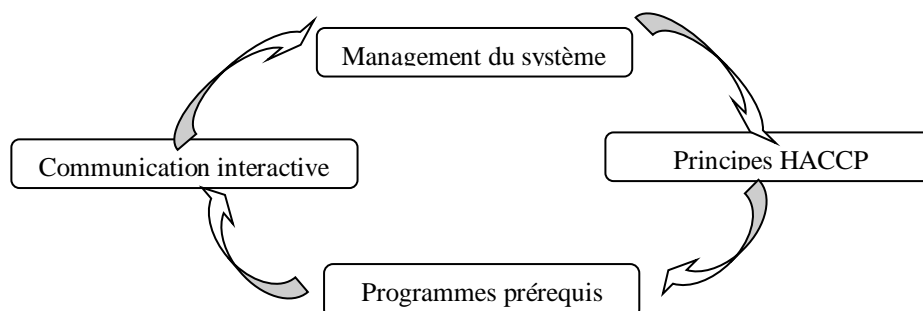 Management du système
Communication interactive
Principes HACCP
Programmes prérequis